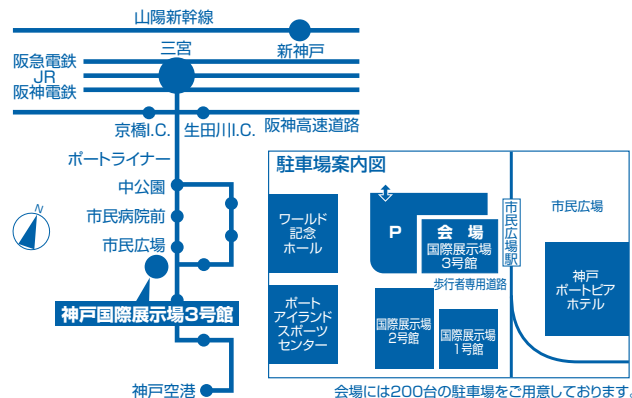 山陽新幹線
新神戸
三宮
阪急電鉄
JR
阪神電鉄
京橋I.C.
生田川I.C.
阪神高速道路
ポートライナー
中公園
市民病院前
市民広場
N
神戸国際展示場3号館
神戸空港
駐車場案内図
ワールド
記念
ホール
P
会場
国際展示場
3号館
市民広場駅
市民広場
歩行者専用道路
神戸
ポートピア
ホテル
ポート
アイランド
スポーツ
センター
国際展示場
2号館
国際展示場
1号館
会場には200台の駐車場をご用意しております。